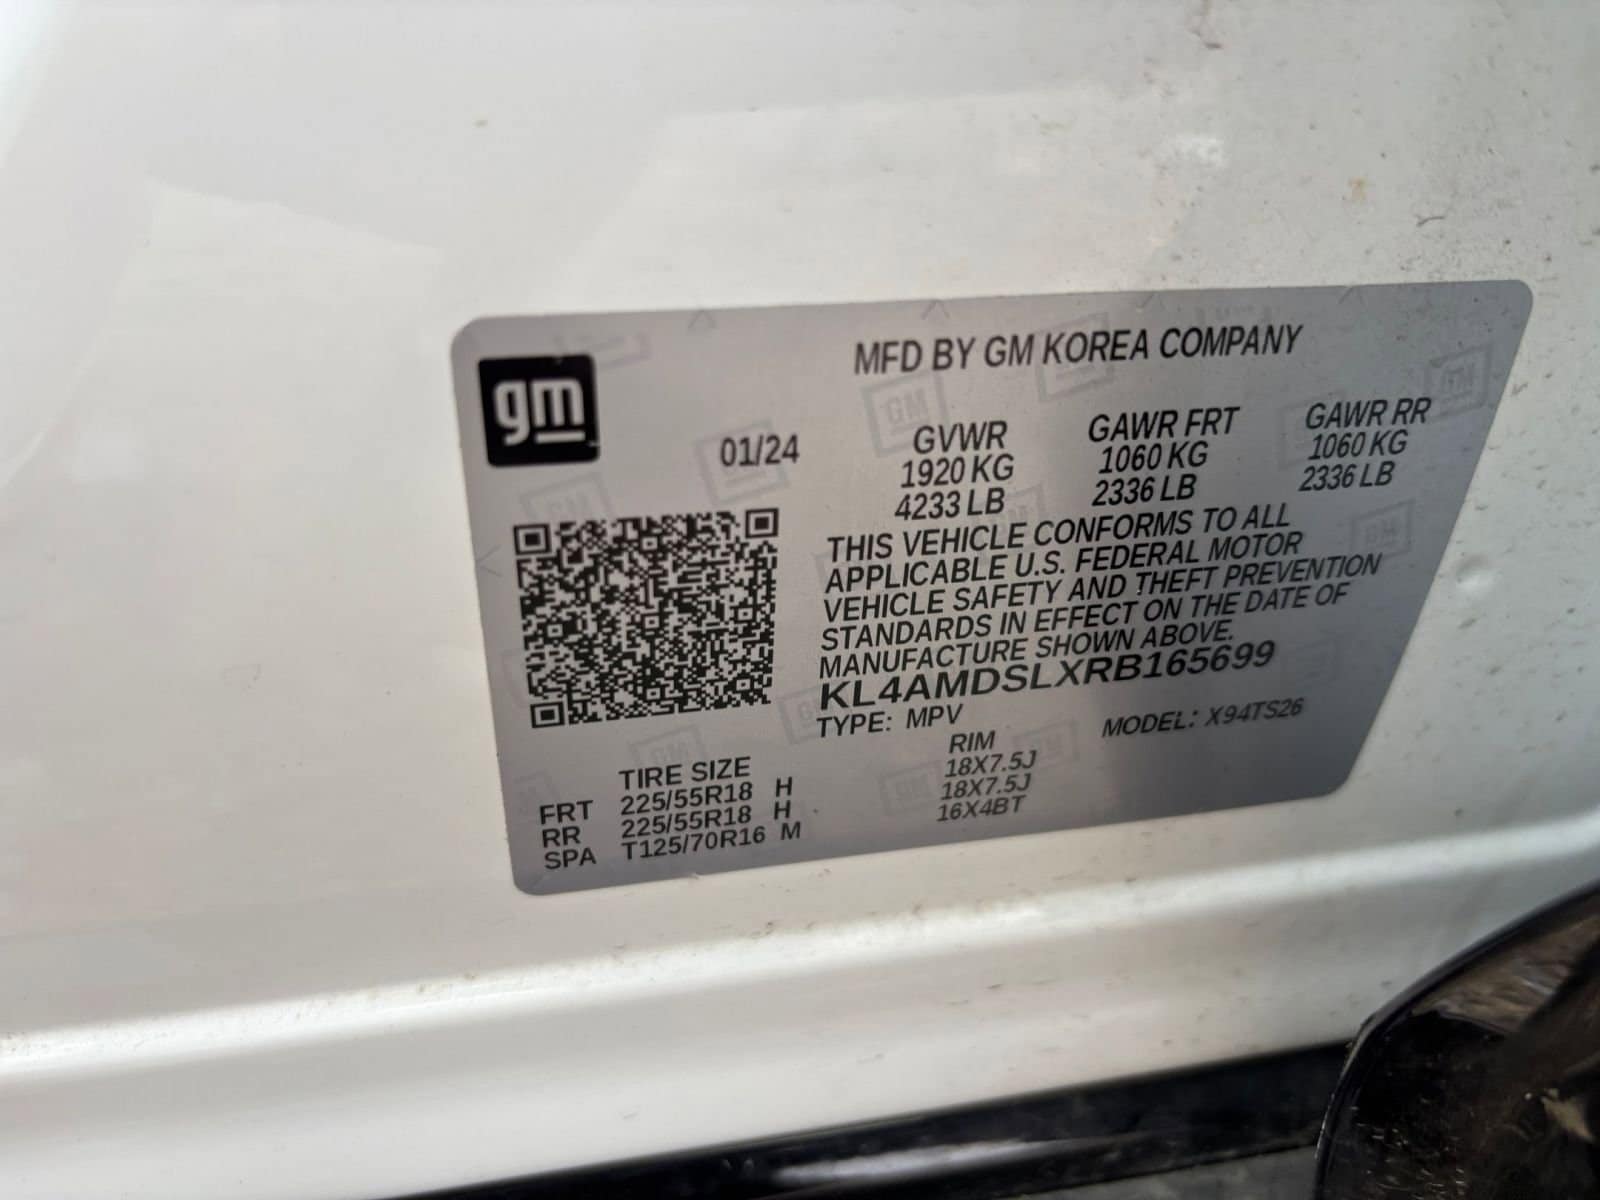 gm
MFD BY GM KOREA COMPANY
01/24
GVWR GAWR FRT GAWR RR
1920 KG 1060 KG 1060 KG
4233 LB 2336 LB 2336 LB
THIS VEHICLE CONFORMS TO ALL
APPLICABLE U.S. FEDERAL MOTOR
VEHICLE SAFETY AND THEFT PREVENTION
STANDARDS IN EFFECT ON THE DATE OF
MANUFACTURE SHOWN ABOVE.
KL4AMDSLXRB165699
TYPE: MPV MODEL: X94TS26
TIRE SIZE RIM
FRT 225/55R18 H 18X7.5J
RR 225/55R18 H 18X7.5J
SPA T125/70R16 M 16X4BT